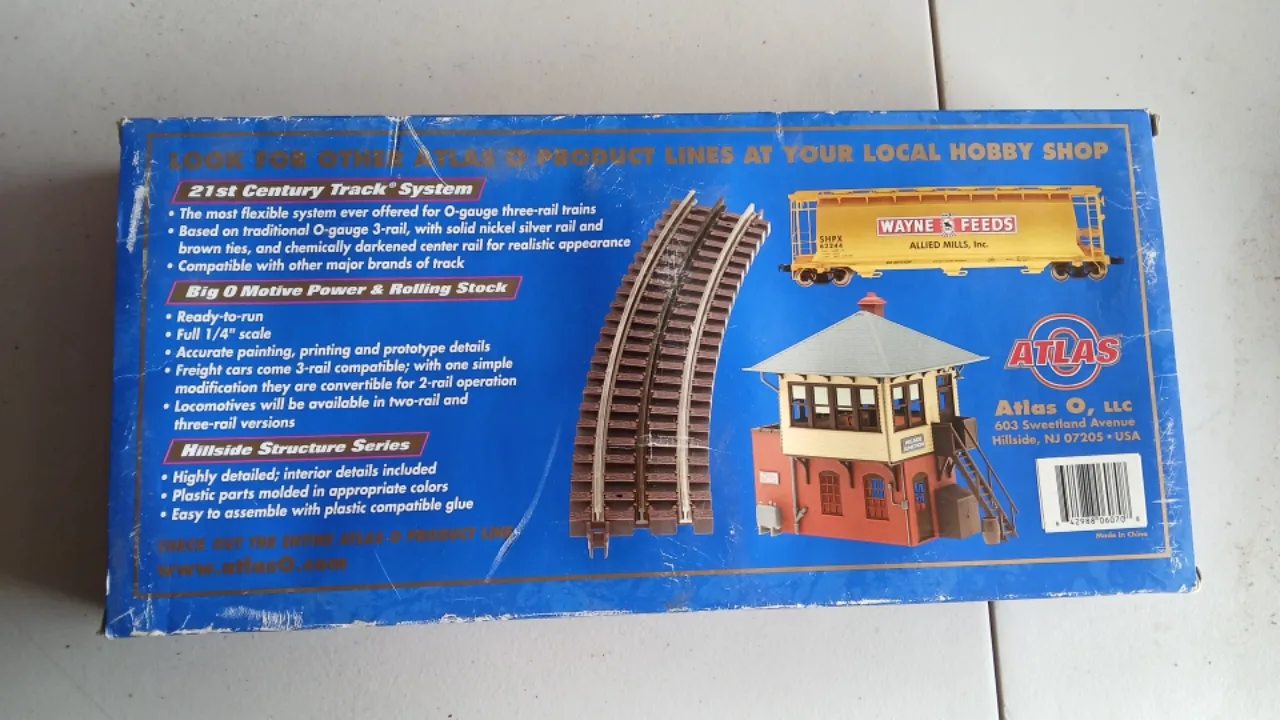 LOOK FOR OTHER ATLAS O PRODUCT LINES AT YOUR LOCAL HOBBY SHOP
21st Century Track® System
• The most flexible system ever offered for O-gauge three-rail trains
• Based on traditional O-gauge 3-rail, with solid nickel silver rail and
brown ties, and chemically darkened center rail for realistic appearance
• Compatible with other major brands of track
Big O Motive Power & Rolling Stock
• Ready-to-run
• Full 1/4" scale
• Accurate painting, printing and prototype details
• Freight cars come 3-rail compatible; with one simple
modification they are convertible for 2-rail operation
• Locomotives will be available in two-rail and
three-rail versions
Hillside Structure Series
• Highly detailed; interior details included
• Plastic parts molded in appropriate colors
• Easy to assemble with plastic compatible glue
CHECK OUT THE ENTIRE ATLAS O PRODUCT LINE
www.atlasO.com
WAYNE FEEDS
ALLIED MILLS, Inc.
SHPX
63244
ATLAS
O
Atlas O, LLC
603 Sweetland Avenue
Hillside, NJ 07205 • USA
42988 06070 8
Made in China